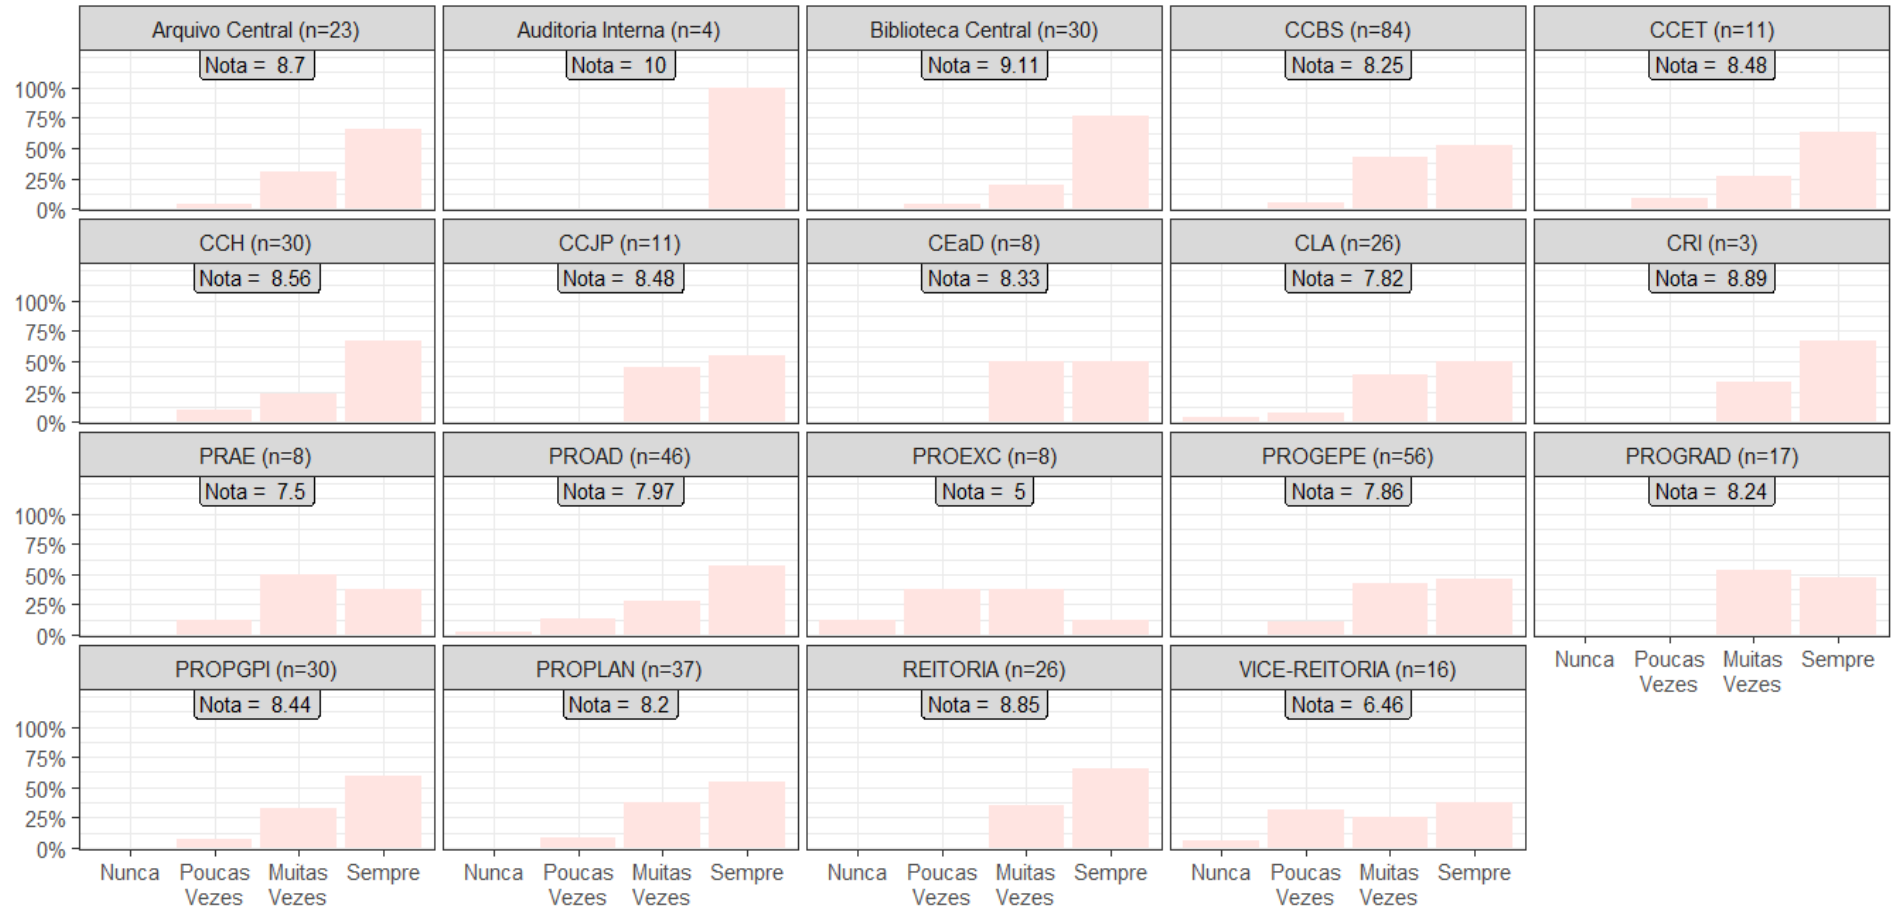 Arquivo Central (n=23)
Auditoria Interna (n=4)
Biblioteca Central (n=30)
CCBS (n=84)
CCET (n=11)
Nota = 8.7
Nota = 10
Nota = 9.11
Nota = 8.25
Nota = 8.48
100%
75%
50%
25%
0%
CCH (n=30)
CCJP (n=11)
CEaD (n=8)
CLA (n=26)
CRI (n=3)
Nota = 8.56
Nota = 8.48
Nota = 8.33
Nota = 7.82
Nota = 8.89
100%
75%
50%
25%
0%
PRAE (n=8)
PROAD (n=46)
PROEXC (n=8)
PROGEPE (n=56)
PROGRAD (n=17)
Nota = 7.5
Nota = 7.97
Nota = 5
Nota = 7.86
Nota = 8.24
100%
75%
50%
25%
0%
Nunca
Poucas
Vezes
Muitas
Vezes
Sempre
PROPGPI (n=30)
PROPLAN (n=37)
REITORIA (n=26)
VICE-REITORIA (n=16)
Nota = 8.44
Nota = 8.2
Nota = 8.85
Nota = 6.46
100%
75%
50%
25%
0%
Nunca
Poucas
Vezes
Muitas
Vezes
Sempre
Nunca
Poucas
Vezes
Muitas
Vezes
Sempre
Nunca
Poucas
Vezes
Muitas
Vezes
Sempre
Nunca
Poucas
Vezes
Muitas
Vezes
Sempre